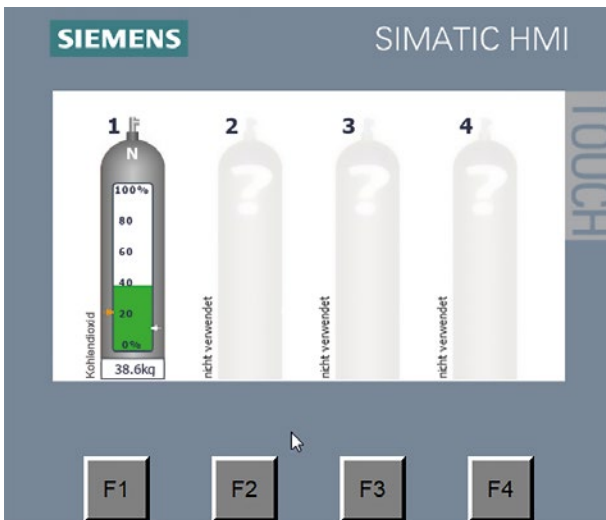 SIEMENS
SIMATIC HMI
TOUCH
1
2
3
4
N
100%
80
60
40
20
0%
Kohlendioxid
38.6kg
nicht verwendet
nicht verwendet
nicht verwendet
F1
F2
F3
F4